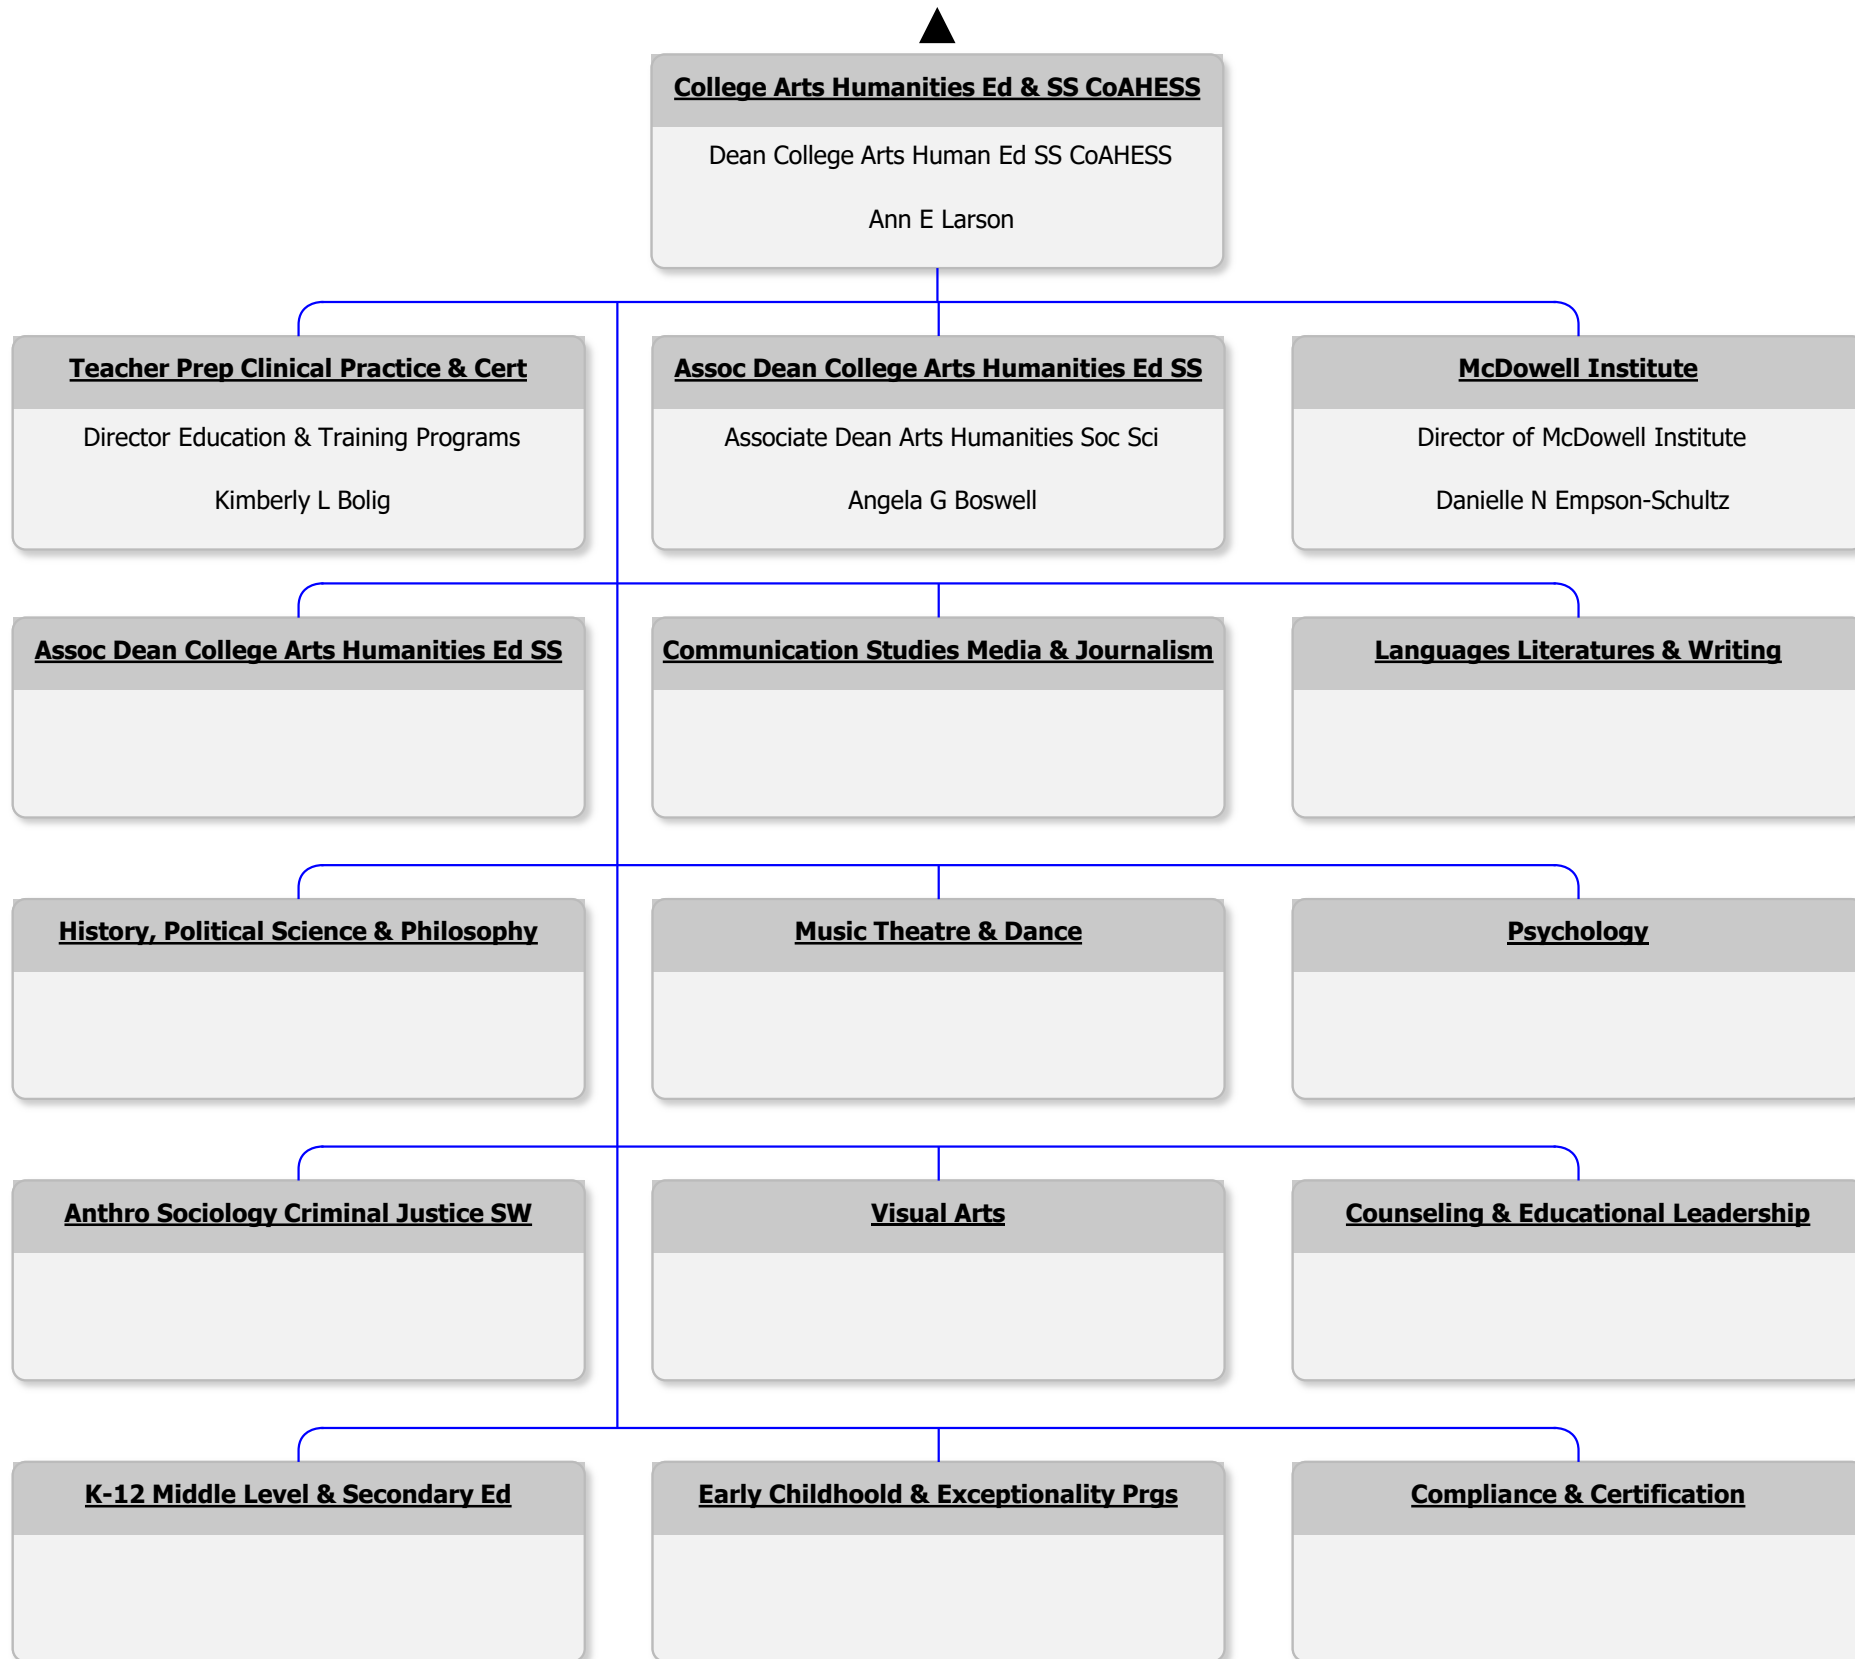 College Arts Humanities Ed & SS CoAHESS
Dean College Arts Human Ed SS CoAHESS
Ann E Larson
Teacher Prep Clinical Practice & Cert
Director Education & Training Programs
Kimberly L Bolig
Assoc Dean College Arts Humanities Ed SS
Associate Dean Arts Humanities Soc Sci
Angela G Boswell
McDowell Institute
Director of McDowell Institute
Danielle N Empson-Schultz
Assoc Dean College Arts Humanities Ed SS
Communication Studies Media & Journalism
Languages Literatures & Writing
History, Political Science & Philosophy
Music Theatre & Dance
Psychology
Anthro Sociology Criminal Justice SW
Visual Arts
Counseling & Educational Leadership
K-12 Middle Level & Secondary Ed
Early Childhoold & Exceptionality Prgs
Compliance & Certification